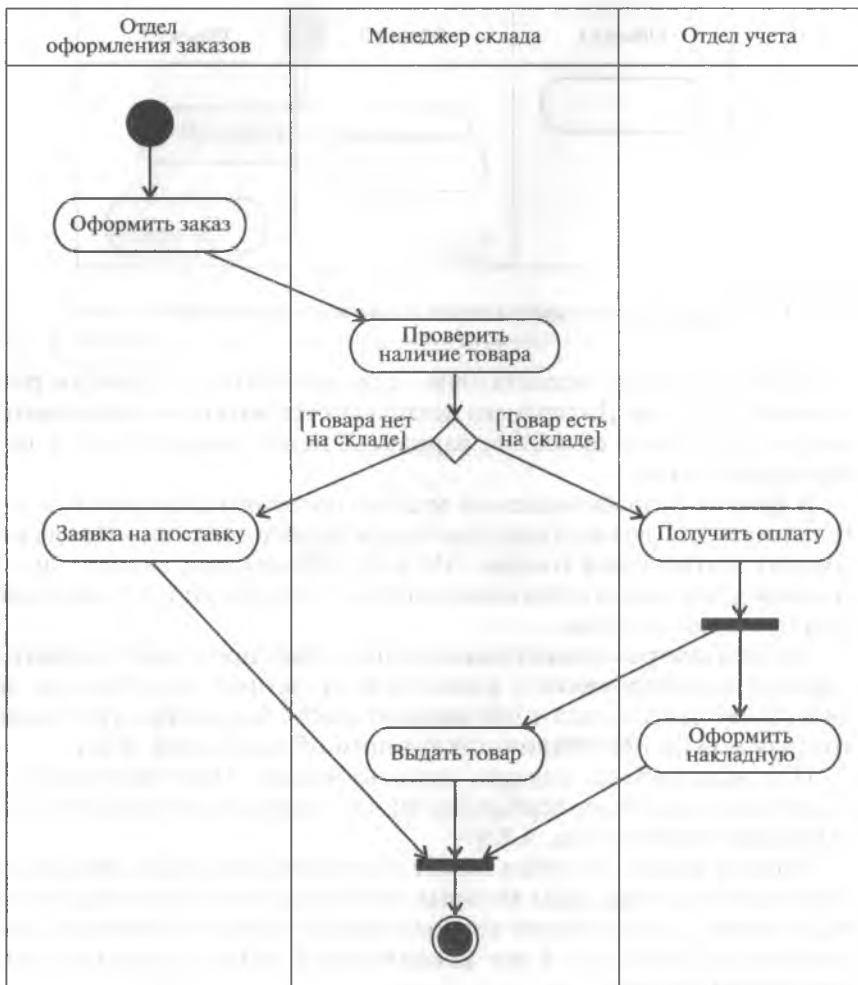 Отдел
оформления заказов
Менеджер склада
Отдел учета
Оформить заказ
Проверить
наличие товара
[Товара нет
на складе]
[Товар есть
на складе]
Заявка на поставку
Получить оплату
Выдать товар
Оформить
накладную